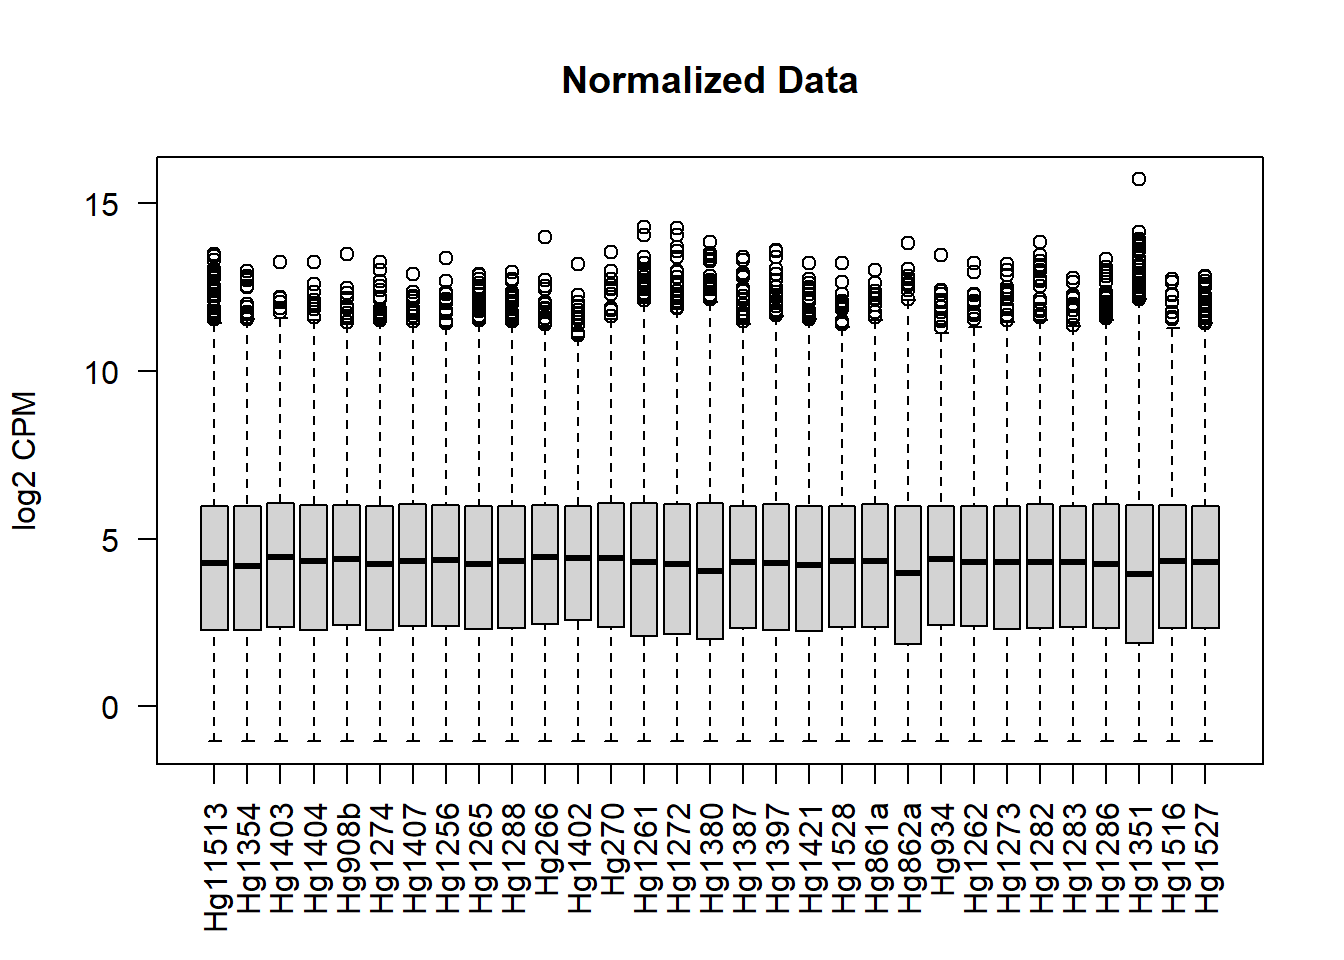 Normalized Data
log2 CPM
15
10
5
0
Hg11513
Hg1354
Hg1403
Hg1404
Hg908b
Hg1274
Hg1407
Hg1256
Hg1265
Hg1288
Hg266
Hg1402
Hg270
Hg1261
Hg1272
Hg1380
Hg1387
Hg1397
Hg1421
Hg1528
Hg861a
Hg862a
Hg934
Hg1262
Hg1273
Hg1282
Hg1283
Hg1286
Hg1351
Hg1516
Hg1527